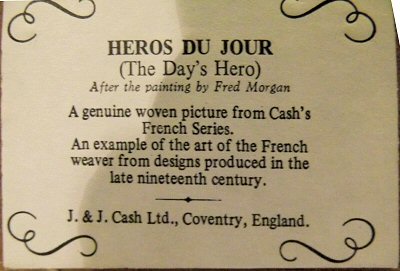 HEROS DU JOUR
(The Day's Hero)
After the painting by Fred Morgan
A genuine woven picture from Cash's
French Series.
An example of the art of the French
weaver from designs produced in the
late nineteenth century.
J. & J. Cash Ltd., Coventry, England.